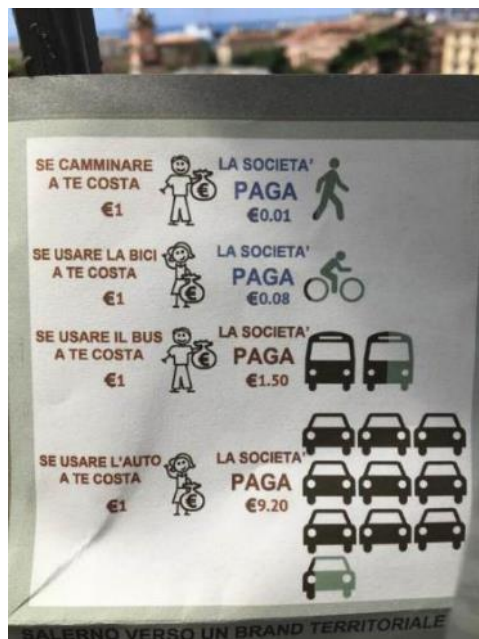 SE CAMMINARE
A TE COSTA
€1
€
LA SOCIETA'
PAGA
€0.01
SE USARE LA BICI
A TE COSTA
€1
€
LA SOCIETA'
PAGA
€0.08
SE USARE IL BUS
A TE COSTA
€1
€
LA SOCIETA'
PAGA
€1.50
SE USARE L'AUTO
A TE COSTA
€1
€
LA SOCIETA'
PAGA
€9.20
SALERNO VERSO UN BRAND TERRITORIALE